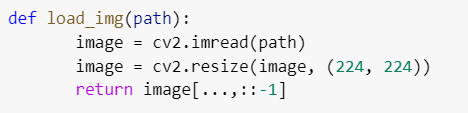 def load_img(path):
        image = cv2.imread(path)
        image = cv2.resize(image, (224, 224))
        return image[...,::-1]